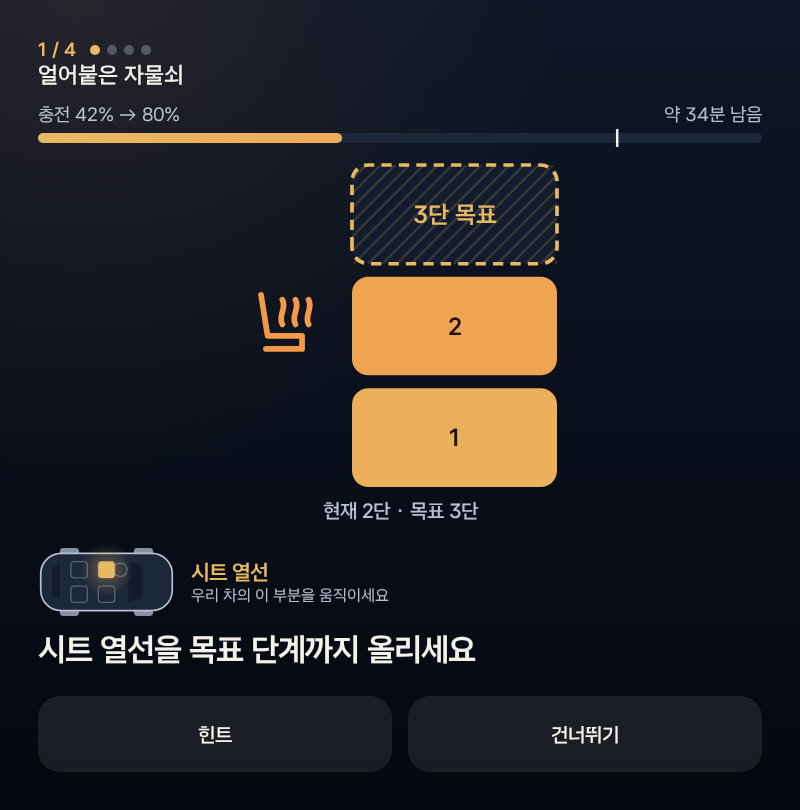 1 / 4
얼어붙은 자물쇠
충전 42% → 80%
약 34분 남음
3단 목표
2
1
현재 2단 · 목표 3단
시트 열선
우리 차의 이 부분을 움직이세요
시트 열선을 목표 단계까지 올리세요
힌트
건너뛰기